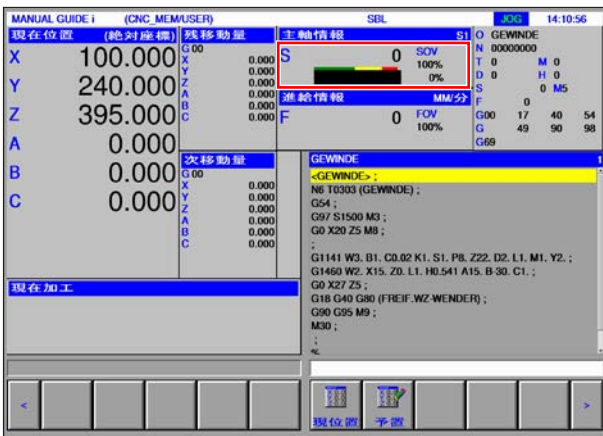 MANUAL GUIDE i (CNC_MEM/USER) SBL JOG 14:10:56
現在位置 (絶対座標)
X 100.000
Y 240.000
Z 395.000
A 0.000
B 0.000
C 0.000
残移動量
G00
X 0.000
Y 0.000
Z 0.000
A 0.000
B 0.000
C 0.000
次移動量
G00
X 0.000
Y 0.000
Z 0.000
A 0.000
B 0.000
C 0.000
主軸情報 S1
S 0 SOV
100%
0%
進給情報 MM/分
F 0 FOV
100%
O GEWINDE
N 00000000
T 0 M 0
D 0 H 0
S 0 M5
F 0
G00 17 40 54
G 49 90 98
G69
現在加工
GEWINDE 1
<GEWINDE> ;
N6 T0303 (GEWINDE) ;
G54 ;
G97 S1500 M3 ;
G0 X20 Z5 M8 ;
;
G1141 W3. B1. C0.02 K1. S1. P8. Z22. D2. L1. M1. Y2. ;
G1460 W2. X15. Z0. L1. H0.541 A15. B-30. C1. ;
G0 X27 Z5 ;
G18 G40 G80 (FREIF.WZ-WENDER) ;
G90 G95 M9 ;
M30 ;
;
%
< 現位置 予置 >